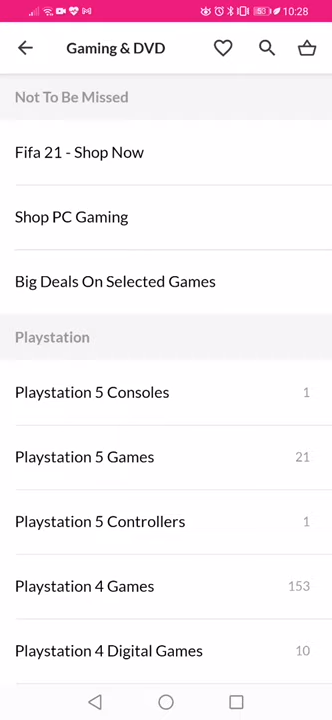 53
10:28
Gaming & DVD
Not To Be Missed
Fifa 21 - Shop Now
Shop PC Gaming
Big Deals On Selected Games
Playstation
Playstation 5 Consoles 1
Playstation 5 Games 21
Playstation 5 Controllers 1
Playstation 4 Games 153
Playstation 4 Digital Games 10